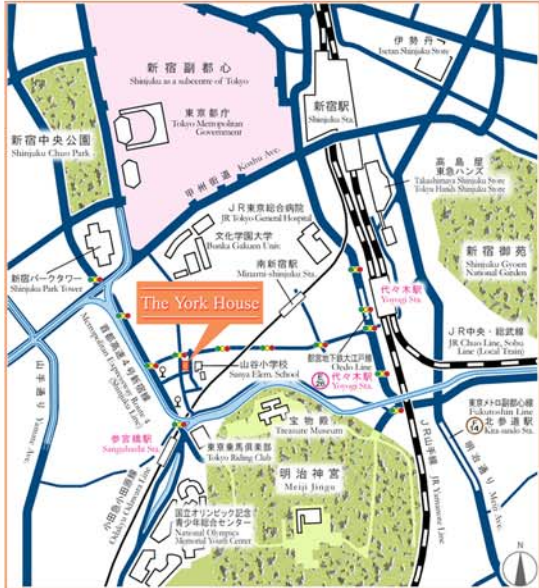 伊勢丹
Isetan Shinjuku Store
新宿副都心
Shinjuku as a subcentre of Tokyo
新宿駅
Shinjuku Sta.
東京都庁
Tokyo Metropolitan
Government
新宿中央公園
Shinjuku Chuo Park
甲州街道 Koshu Ave.
高島屋
東急ハンズ
Takashimaya Shinjuku Store
Tokyu Hands Shinjuku Store
JR東京総合病院
JR Tokyo General Hospital
文化学園大学
Bunka Gakuen Univ.
新宿御苑
Shinjuku Gyoen
National Garden
南新宿駅
Minami-shinjuku Sta.
新宿パークタワー
Shinjuku Park Tower
代々木駅
Yoyogi Sta.
The York House
首都高速4号新宿線
Metropolitan Expressway Route 4
(Shinjuku Line)
JR中央・総武線
JR Chuo Line, Sobu
Line (Local Train)
都営地下鉄大江戸線
Oedo Line
山谷小学校
Sanya Elem. School
代々木駅
Yoyogi Sta.
山手通り Yamate Ave.
宝物殿
Treasure Museum
東京メトロ副都心線
Fukutoshin Line
北参道駅
Kita-sando Sta.
参宮橋駅
Sangubashi Sta.
東京乗馬倶楽部
Tokyo Riding Club
明治神宮
Meiji Jingu
JR山手線 JR Yamanote Line
明治通り Meiji Ave.
小田急小田原線
Odakyu Odawara Line
国立オリンピック記念
青少年総合センター
National Olympics
Memorial Youth Center
N